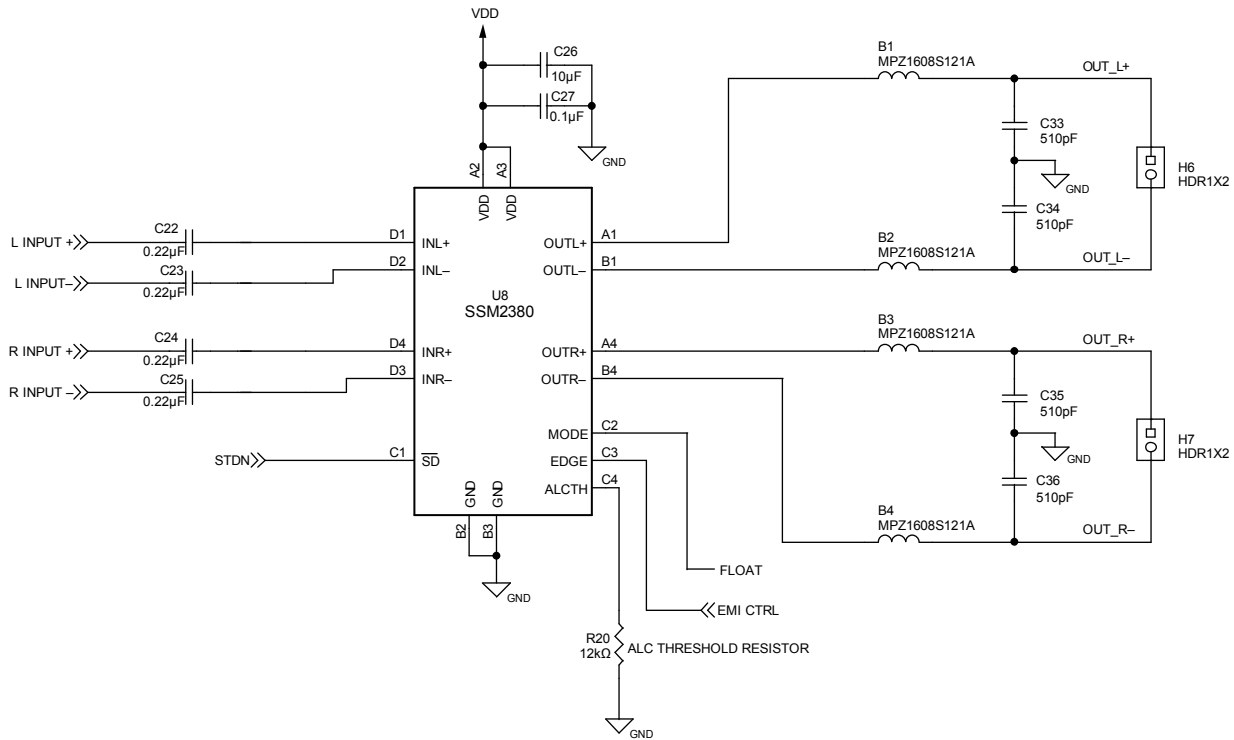 VDD
C26
10µF
C27
0.1µF
GND
A2
A3
VDD
VDD
L INPUT +
C22
0.22µF
D1
INL+
L INPUT–
C23
0.22µF
D2
INL–
U8
SSM2380
R INPUT +
C24
0.22µF
D4
INR+
R INPUT –
C25
0.22µF
D3
INR–
STDN
C1
SD
GND
GND
B2
B3
GND
OUTL+
A1
OUTL–
B1
OUTR+
A4
OUTR–
B4
MODE
C2
EDGE
C3
ALCTH
C4
FLOAT
EMI CTRL
R20
12kΩ
ALC THRESHOLD RESISTOR
GND
B1
MPZ1608S121A
OUT_L+
C33
510pF
GND
C34
510pF
H6
HDR1X2
B2
MPZ1608S121A
OUT_L–
B3
MPZ1608S121A
OUT_R+
C35
510pF
GND
C36
510pF
H7
HDR1X2
B4
MPZ1608S121A
OUT_R–